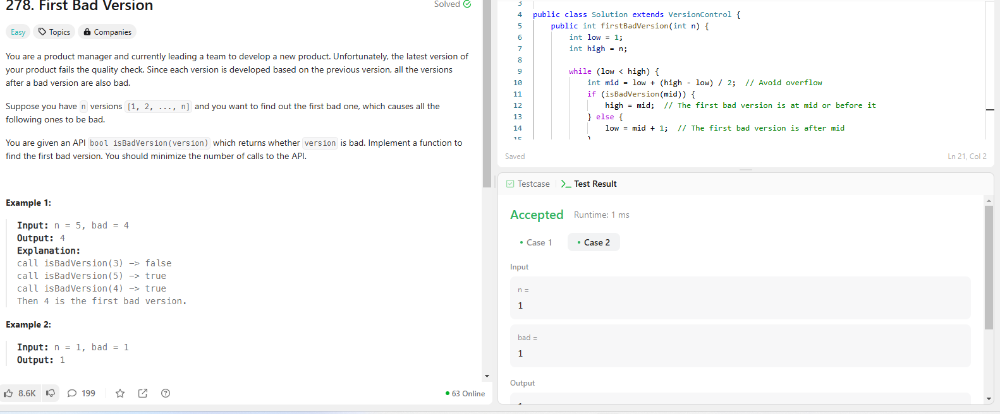 278. First Bad Version
Solved
Easy
Topics
Companies
You are a product manager and currently leading a team to develop a new product. Unfortunately, the latest version of
your product fails the quality check. Since each version is developed based on the previous version, all the versions
after a bad version are also bad.
Suppose you have n versions [1, 2, ..., n] and you want to find out the first bad one, which causes all the
following ones to be bad.
You are given an API bool isBadVersion(version) which returns whether version is bad. Implement a function to
find the first bad version. You should minimize the number of calls to the API.
Example 1:
Input: n = 5, bad = 4
Output: 4
Explanation:
call isBadVersion(3) -> false
call isBadVersion(5) -> true
call isBadVersion(4) -> true
Then 4 is the first bad version.
Example 2:
Input: n = 1, bad = 1
Output: 1
8.6K
199
63 Online
3
4 public class Solution extends VersionControl {
5 public int firstBadVersion(int n) {
6 int low = 1;
7 int high = n;
8
9 while (low < high) {
10 int mid = low + (high - low) / 2;  // Avoid overflow
11 if (isBadVersion(mid)) {
12 high = mid;  // The first bad version is at mid or before it
13 } else {
14 low = mid + 1;  // The first bad version is after mid
15 }
Saved
Ln 21, Col 2
Testcase
Test Result
Accepted
Runtime: 1 ms
Case 1
Case 2
Input
n =
1
bad =
1
Output